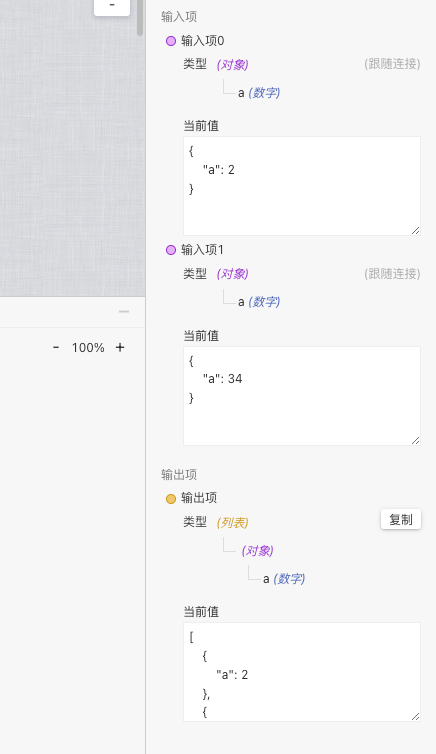 -
输入项
输入项0
类型 (对象) (跟随连接)
a (数字)
当前值
{
"a": 2
}
输入项1
类型 (对象) (跟随连接)
a (数字)
- 100% +
当前值
{
"a": 34
}
输出项
输出项
类型 (列表) 复制
(对象)
a (数字)
当前值
[
{
"a": 2
},
{